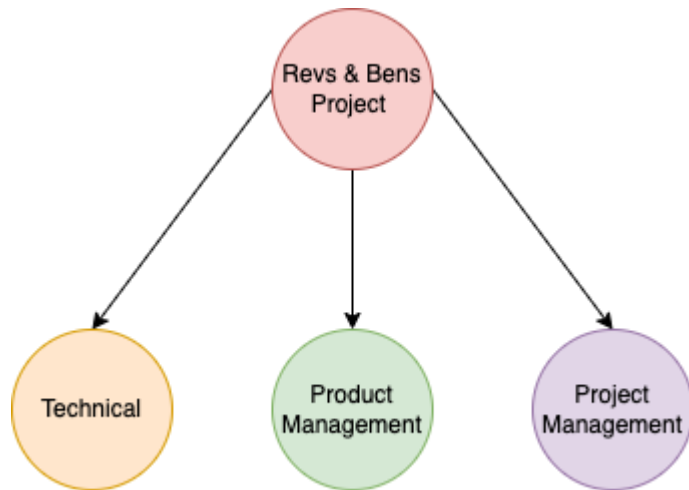 Revs & Bens
Project
Technical
Product
Management
Project
Management